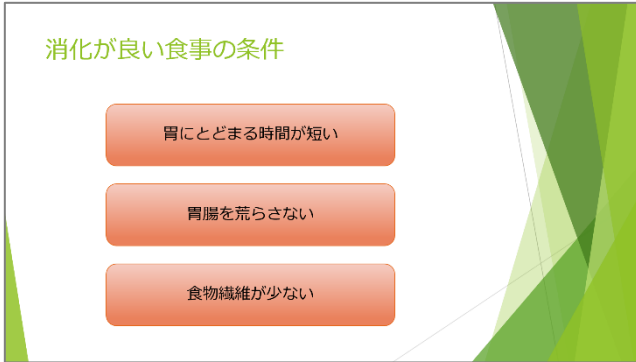 消化が良い食事の条件
胃にとどまる時間が短い
胃腸を荒らさない
食物繊維が少ない